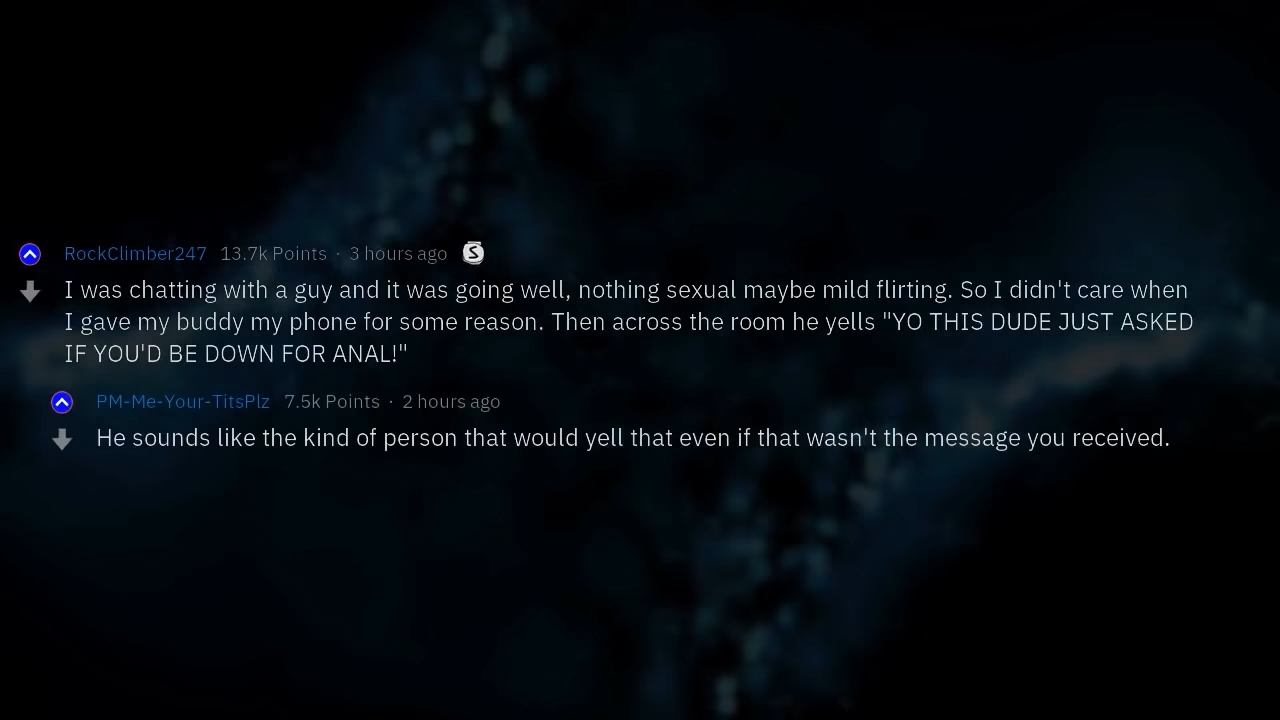 RockClimber247 13.7k Points · 3 hours ago S
I was chatting with a guy and it was going well, nothing sexual maybe mild flirting. So I didn't care when
I gave my buddy my phone for some reason. Then across the room he yells "YO THIS DUDE JUST ASKED
IF YOU'D BE DOWN FOR ANAL!"
PM-Me-Your-TitsPlz 7.5k Points · 2 hours ago
He sounds like the kind of person that would yell that even if that wasn't the message you received.